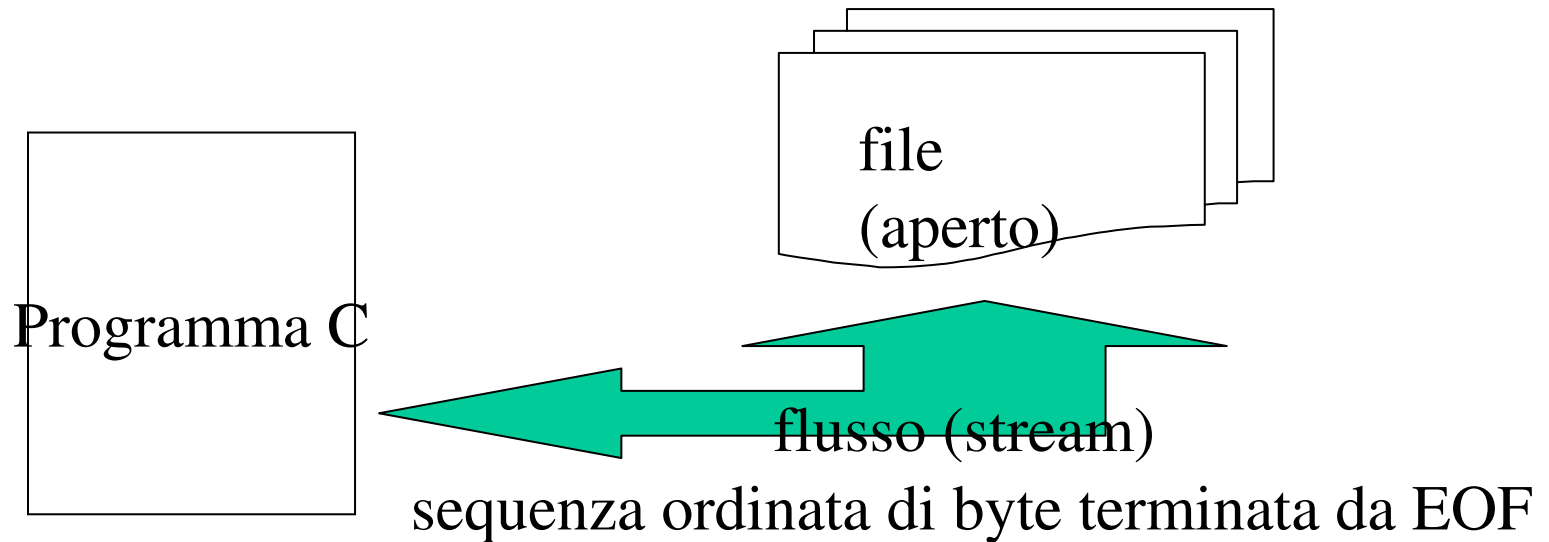 file
(aperto)
Programma C
flusso (stream)
sequenza ordinata di byte terminata da EOF